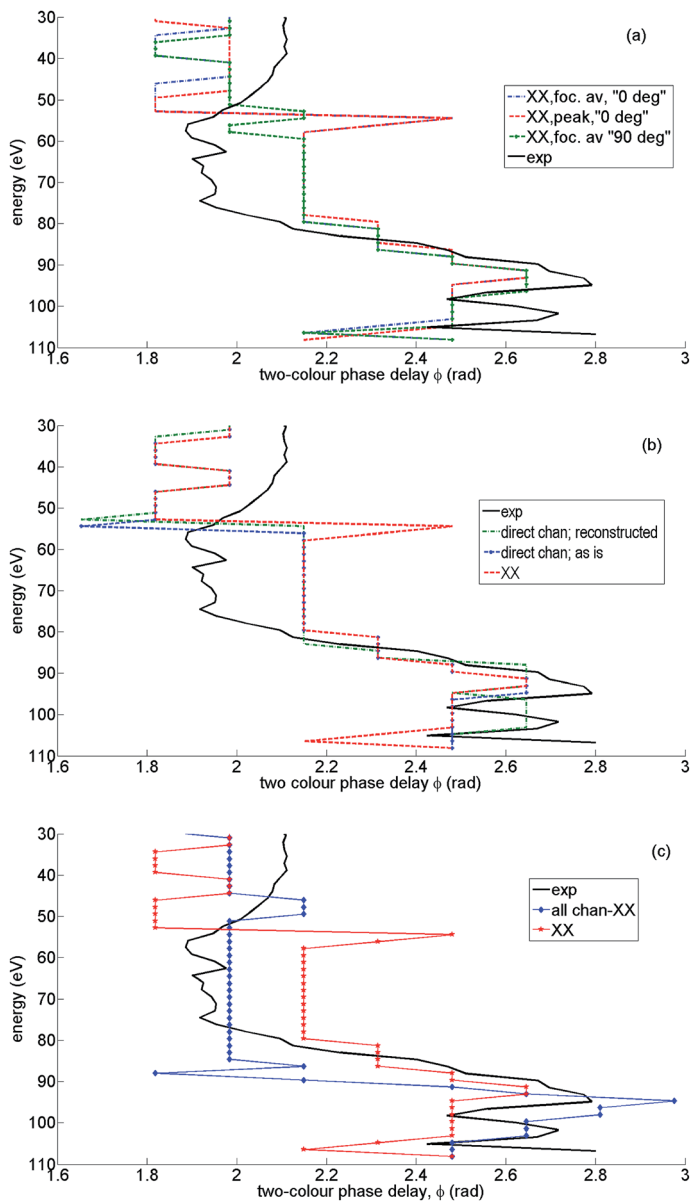 (a)
30
40
50
60
70
80
90
100
110
energy (eV)
XX,foc. av, "0 deg"
XX,peak,"0 deg"
XX,foc. av "90 deg"
exp
1.6 1.8 2 2.2 2.4 2.6 2.8 3
two-colour phase delay ϕ (rad)
(b)
30
40
50
60
70
80
90
100
110
energy (eV)
exp
direct chan; reconstructed
direct chan; as is
XX
1.6 1.8 2 2.2 2.4 2.6 2.8 3
two colour phase delay ϕ (rad)
(c)
30
40
50
60
70
80
90
100
110
energy (eV)
exp
all chan-XX
XX
1.6 1.8 2 2.2 2.4 2.6 2.8 3
two-colour phase delay, ϕ (rad)